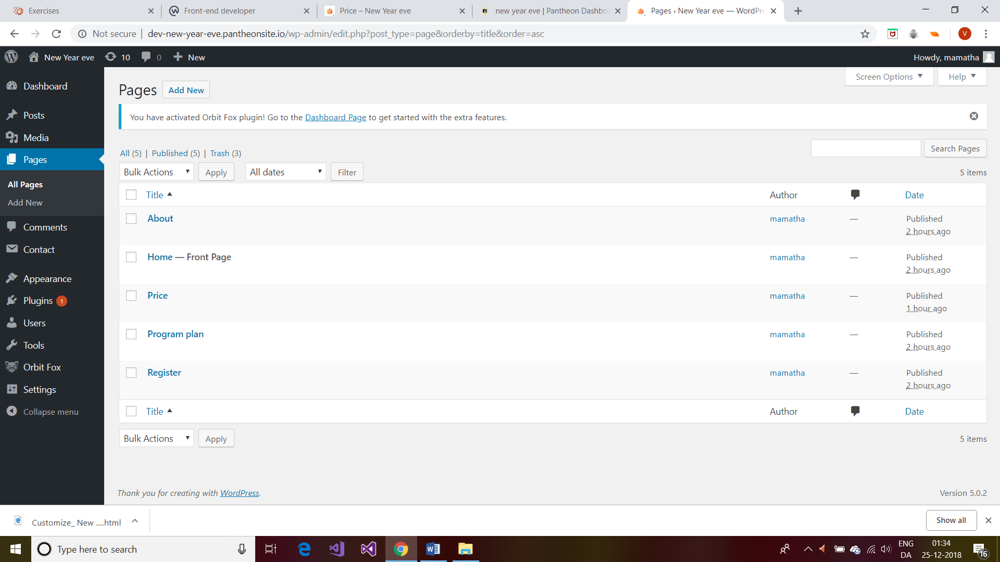 Exercises
Front-end developer
Price – New Year eve
new year eve | Pantheon Dashbo
Pages ‹ New Year eve — WordPre
Not secure | dev-new-year-eve.pantheonsite.io/wp-admin/edit.php?post_type=page&orderby=title&order=asc
V
New Year eve
10
0
New
Howdy, mamatha
Dashboard
Posts
Media
Pages
All Pages
Add New
Comments
Contact
Appearance
Plugins 1
Users
Tools
Orbit Fox
Settings
Collapse menu
Screen Options
Help
Pages
Add New
You have activated Orbit Fox plugin! Go to the Dashboard Page to get started with the extra features.
All (5) | Published (5) | Trash (3)
Search Pages
Bulk Actions
Apply
All dates
Filter
5 items
Title
Author
Date
About
mamatha
—
Published
2 hours ago
Home — Front Page
mamatha
—
Published
2 hours ago
Price
mamatha
—
Published
1 hour ago
Program plan
mamatha
—
Published
2 hours ago
Register
mamatha
—
Published
2 hours ago
Title
Author
Date
Bulk Actions
Apply
5 items
Thank you for creating with WordPress.
Version 5.0.2
Customize_ New ....html
Show all
Type here to search
ENG
DA
01:34
25-12-2018
16